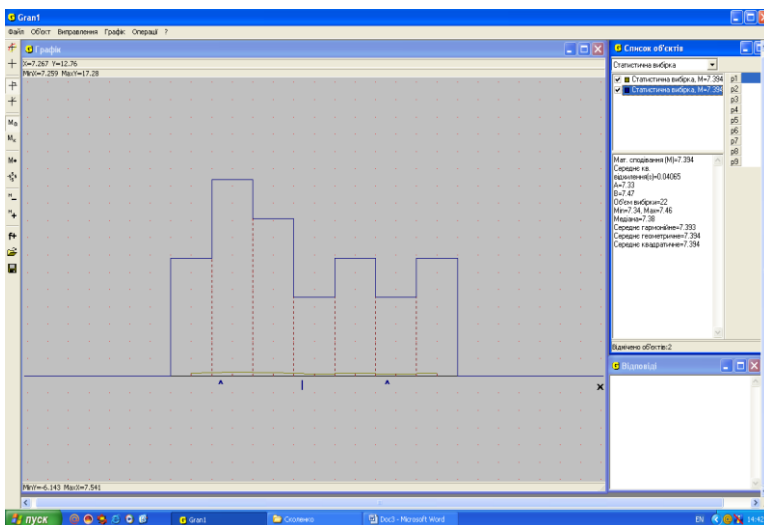 Gran1
Файл Об'єкт Виправлення Графік Операції ?
Графік
X=7.267 Y=12.76
MinX=7.259 MaxY=17.28
MinY=-6.143 MaxX=7.541
Список об'єктів
Статистична вибірка
Статистична вибірка, M=7.394
Статистична вибірка, M=7.394
p1
p2
p3
p4
p5
p6
p7
p8
p9
Мат. сподівання (M)=7.394
Середнє кв.
відхилення(s)=0.04065
A=7.33
B=7.47
Об'єм вибірки=22
Min=7.34, Max=7.46
Медіана=7.38
Середнє гармонійне=7.393
Середнє геометричне=7.394
Середнє квадратичне=7.394
Відмічено об'єктів:2
Відповіді
пуск
Gran1
Doc3 - Microsoft Word
EN
14:42